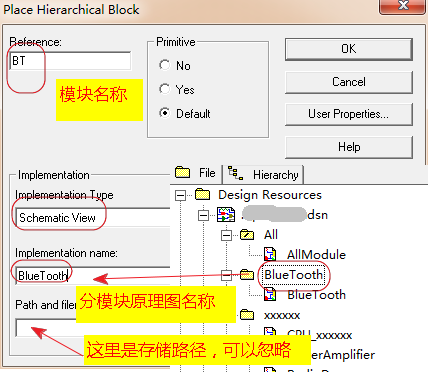 Place Hierarchical Block
Reference:
BT
模块名称
Primitive
No
Yes
Default
OK
Cancel
User Properties...
Help
Implementation
Implementation Type
Schematic View
Implementation name:
BlueTooth
分模块原理图名称
Path and filen
这里是存储路径，可以忽略
File
Hierarchy
Design Resources
dsn
All
AllModule
BlueTooth
BlueTooth
xxxxxx
CPU_xxxxxx
erAmplifier